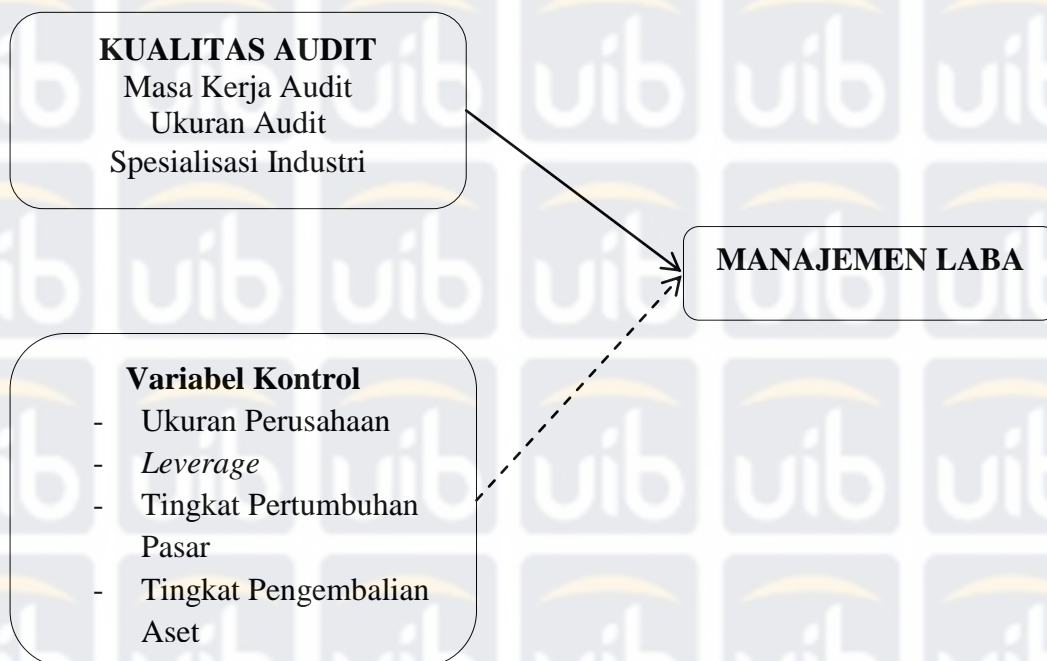 KUALITAS AUDIT
Masa Kerja Audit
Ukuran Audit
Spesialisasi Industri
MANAJEMEN LABA
Variabel Kontrol
- Ukuran Perusahaan
- Leverage
- Tingkat Pertumbuhan
Pasar
- Tingkat Pengembalian
Aset
uib